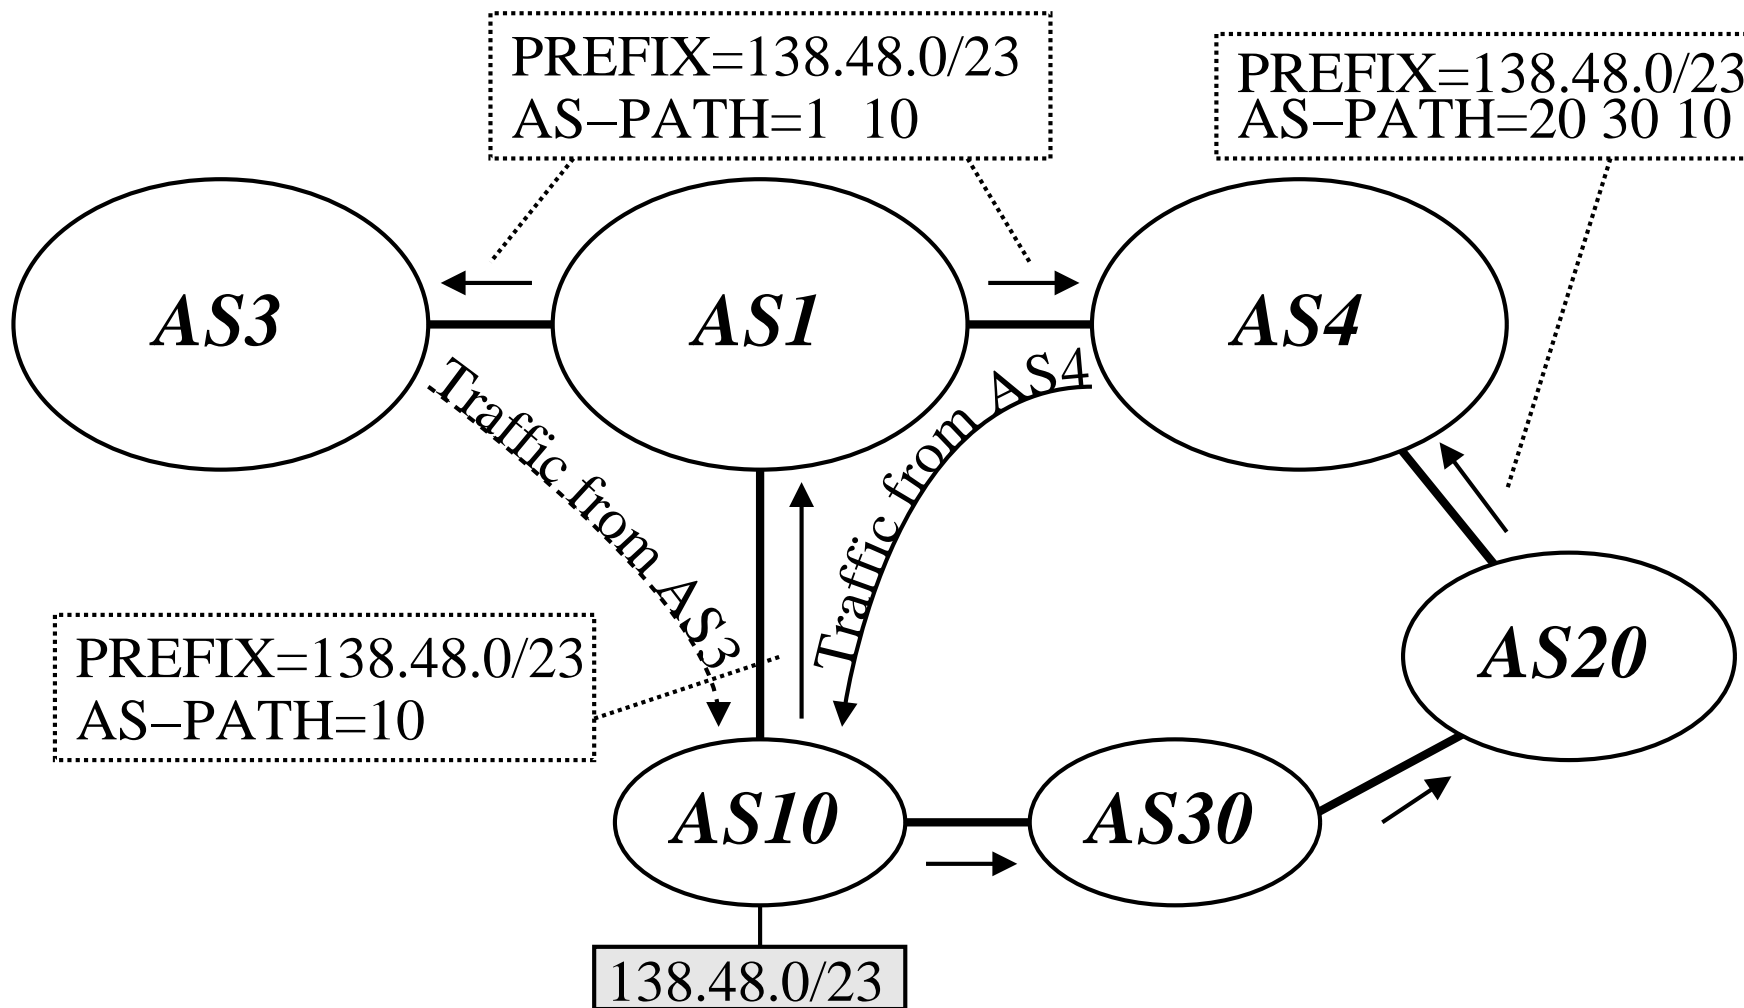 PREFIX=138.48.0/23
AS–PATH=1 10
PREFIX=138.48.0/23
AS–PATH=20 30 10
AS3
AS1
AS4
Traffic from AS3
Traffic from AS4
PREFIX=138.48.0/23
AS–PATH=10
AS20
AS10
AS30
138.48.0/23